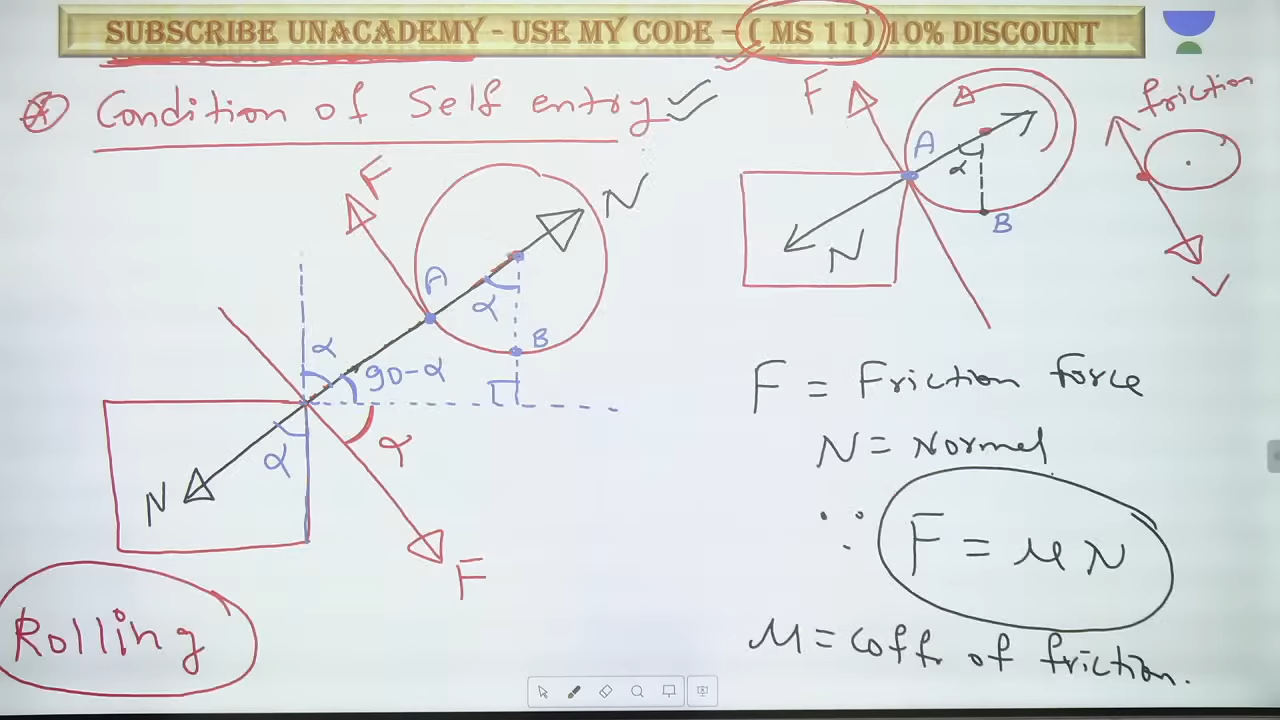 SUBSCRIBE UNACADEMY - USE MY CODE - ( MS 11) 10% DISCOUNT
Condition of Self entry
F
N
A
α
B
α
90-α
α
α
N
F
Rolling
F
A
α
B
N
friction
V
F = Friction force
N = Normal
∵ F = μN
μ = coff. of friction.